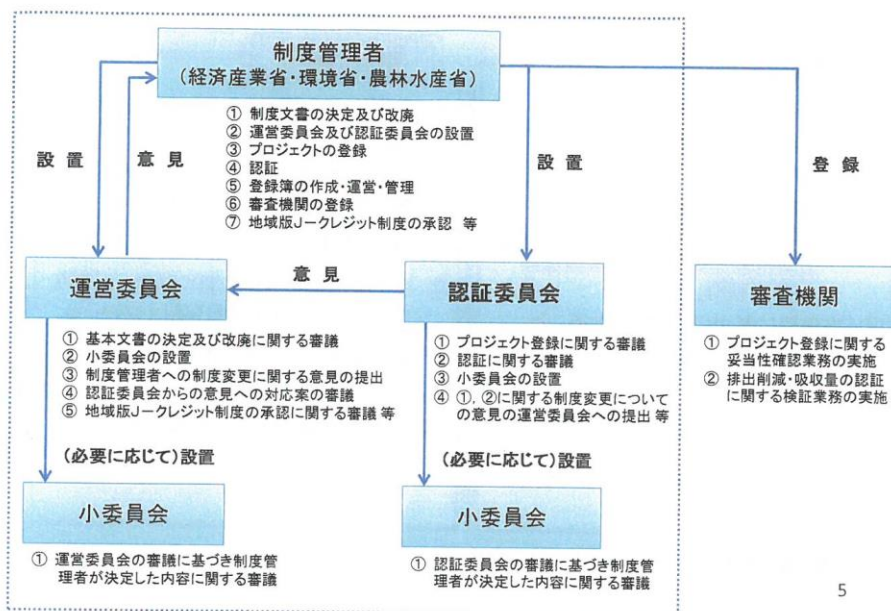 制度管理者
(経済産業省・環境省・農林水産省)
① 制度文書の決定及び改廃
② 運営委員会及び認証委員会の設置
③ プロジェクトの登録
④ 認証
⑤ 登録簿の作成・運営・管理
⑥ 審査機関の登録
⑦ 地域版J-クレジット制度の承認 等
設 置
意 見
設 置
登 録
運営委員会
意 見
認証委員会
審査機関
① 基本文書の決定及び改廃に関する審議
② 小委員会の設置
③ 制度管理者への制度変更に関する意見の提出
④ 認証委員会からの意見への対応案の審議
⑤ 地域版J-クレジット制度の承認に関する審議 等
① プロジェクト登録に関する審議
② 認証に関する審議
③ 小委員会の設置
④ ①,②に関する制度変更について
の意見の運営委員会への提出 等
① プロジェクト登録に関する
妥当性確認業務の実施
② 排出削減・吸収量の認証
に関する検証業務の実施
(必要に応じて)設置
(必要に応じて)設置
小委員会
小委員会
① 運営委員会の審議に基づき制度管
理者が決定した内容に関する審議
① 認証委員会の審議に基づき制度管
理者が決定した内容に関する審議
5